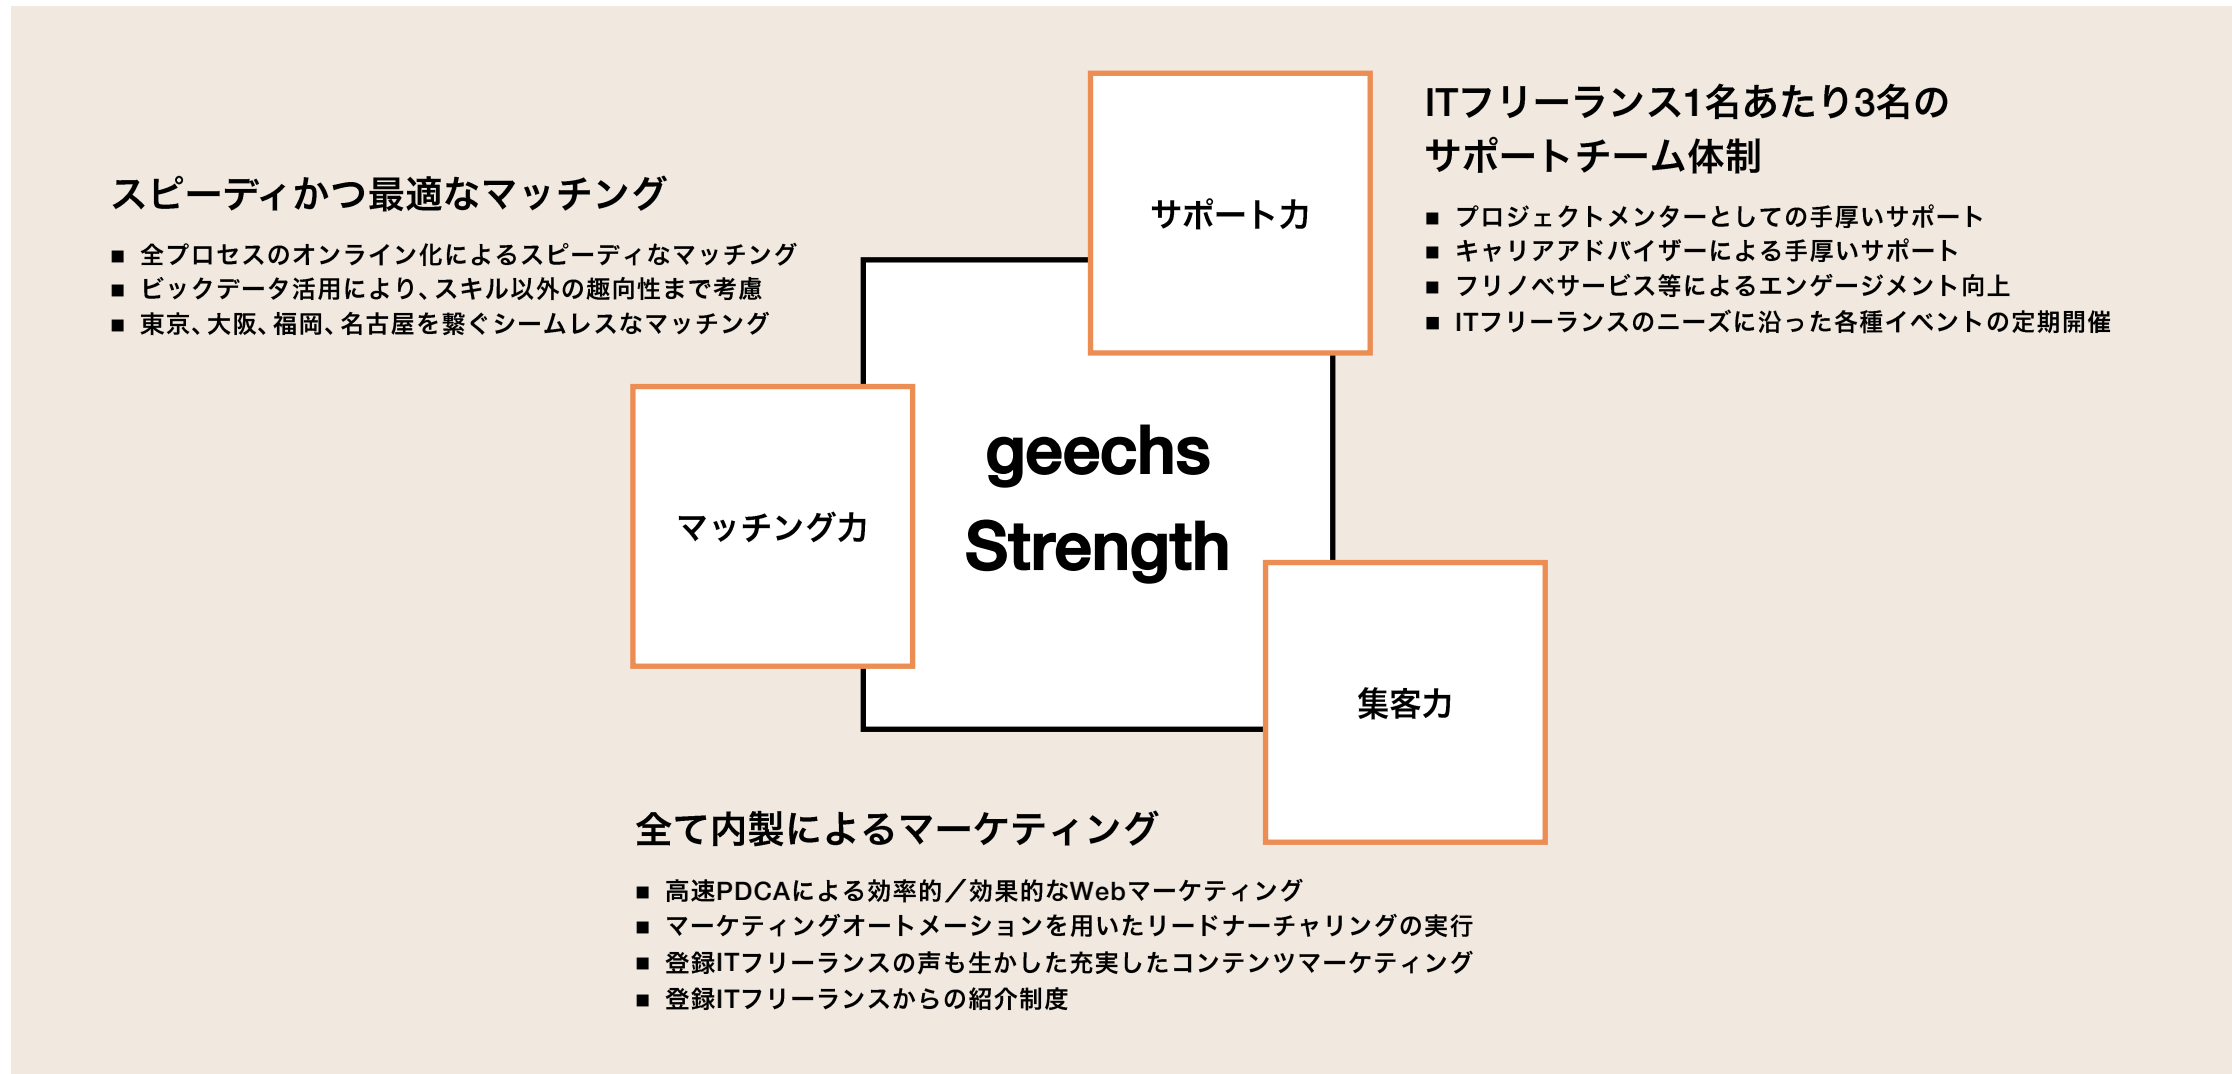 サポート力
ITフリーランス1名あたり3名の
サポートチーム体制
■ プロジェクトメンターとしての手厚いサポート
■ キャリアアドバイザーによる手厚いサポート
■ フリノベサービス等によるエンゲージメント向上
■ ITフリーランスのニーズに沿った各種イベントの定期開催
スピーディかつ最適なマッチング
■ 全プロセスのオンライン化によるスピーディなマッチング
■ ビックデータ活用により、スキル以外の趣向性まで考慮
■ 東京、大阪、福岡、名古屋を繋ぐシームレスなマッチング
マッチング力
geechs
Strength
集客力
全て内製によるマーケティング
■ 高速PDCAによる効率的／効果的なWebマーケティング
■ マーケティングオートメーションを用いたリードナーチャリングの実行
■ 登録ITフリーランスの声も生かした充実したコンテンツマーケティング
■ 登録ITフリーランスからの紹介制度